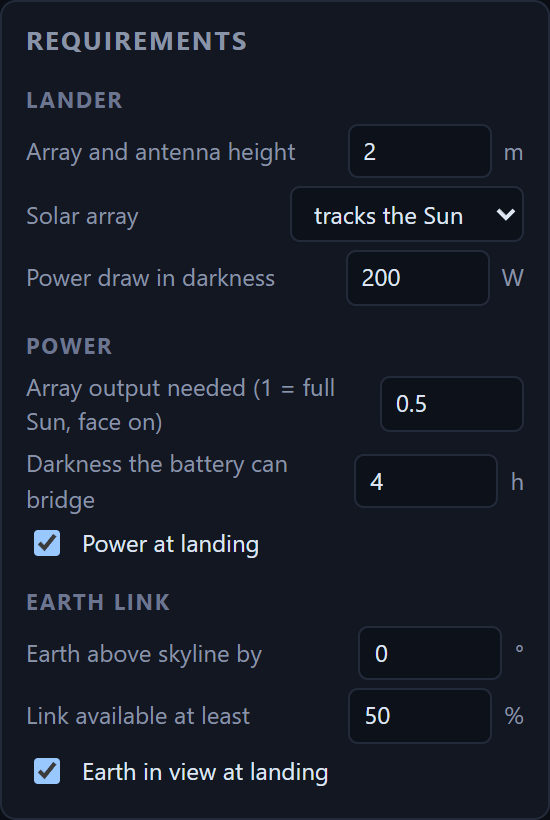 REQUIREMENTS
LANDER
Array and antenna height 2 m
Solar array tracks the Sun
Power draw in darkness 200 W
POWER
Array output needed (1 = full
Sun, face on) 0.5
Darkness the battery can
bridge 4 h
Power at landing
EARTH LINK
Earth above skyline by 0 °
Link available at least 50 %
Earth in view at landing